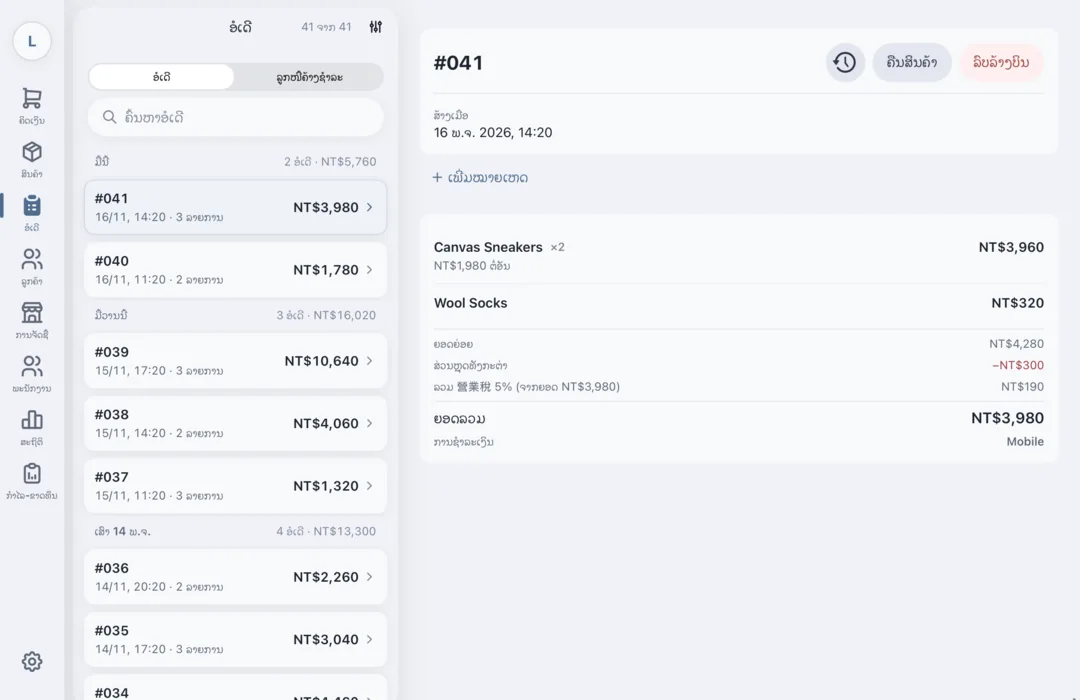 L
ຄິດເງິນ
ສິນຄ້າ
ອໍເດີ
ລູກຄ້າ
ການຈັດຊື້
ພະນັກງານ
ສະຖິຕິ
ກຳໄລ-ຂາດທຶນ
ອໍເດີ
41 ຈາກ 41
ອໍເດີ
ລູກໜີ້ຄ້າງຊຳລະ
ຄົ້ນຫາອໍເດີ
ມື້ນີ້
2 ອໍເດີ · NT$5,760
#041
16/11, 14:20 · 3 ລາຍການ
NT$3,980
#040
16/11, 11:20 · 2 ລາຍການ
NT$1,780
ມື້ວານນີ້
3 ອໍເດີ · NT$16,020
#039
15/11, 17:20 · 3 ລາຍການ
NT$10,640
#038
15/11, 14:20 · 2 ລາຍການ
NT$4,060
#037
15/11, 11:20 · 3 ລາຍການ
NT$1,320
ເສົາ 14 ພ.ຈ.
4 ອໍເດີ · NT$13,300
#036
14/11, 20:20 · 2 ລາຍການ
NT$2,260
#035
14/11, 17:20 · 3 ລາຍການ
NT$3,040
#034
#041
ຄືນສິນຄ້າ
ລຶບລ້າງບິນ
ສ້າງເມື່ອ
16 ພ.ຈ. 2026, 14:20
+ ເພີ່ມໝາຍເຫດ
Canvas Sneakers ×2
NT$3,960
NT$1,980 ຕໍ່ອັນ
Wool Socks
NT$320
ຍອດຍ່ອຍ
NT$4,280
ສ່ວນຫຼຸດທັງກະຕ່າ
−NT$300
ລວມ 營業稅 5% (ຈາກຍອດ NT$3,980)
NT$190
ຍອດລວມ
NT$3,980
ການຊຳລະເງິນ
Mobile